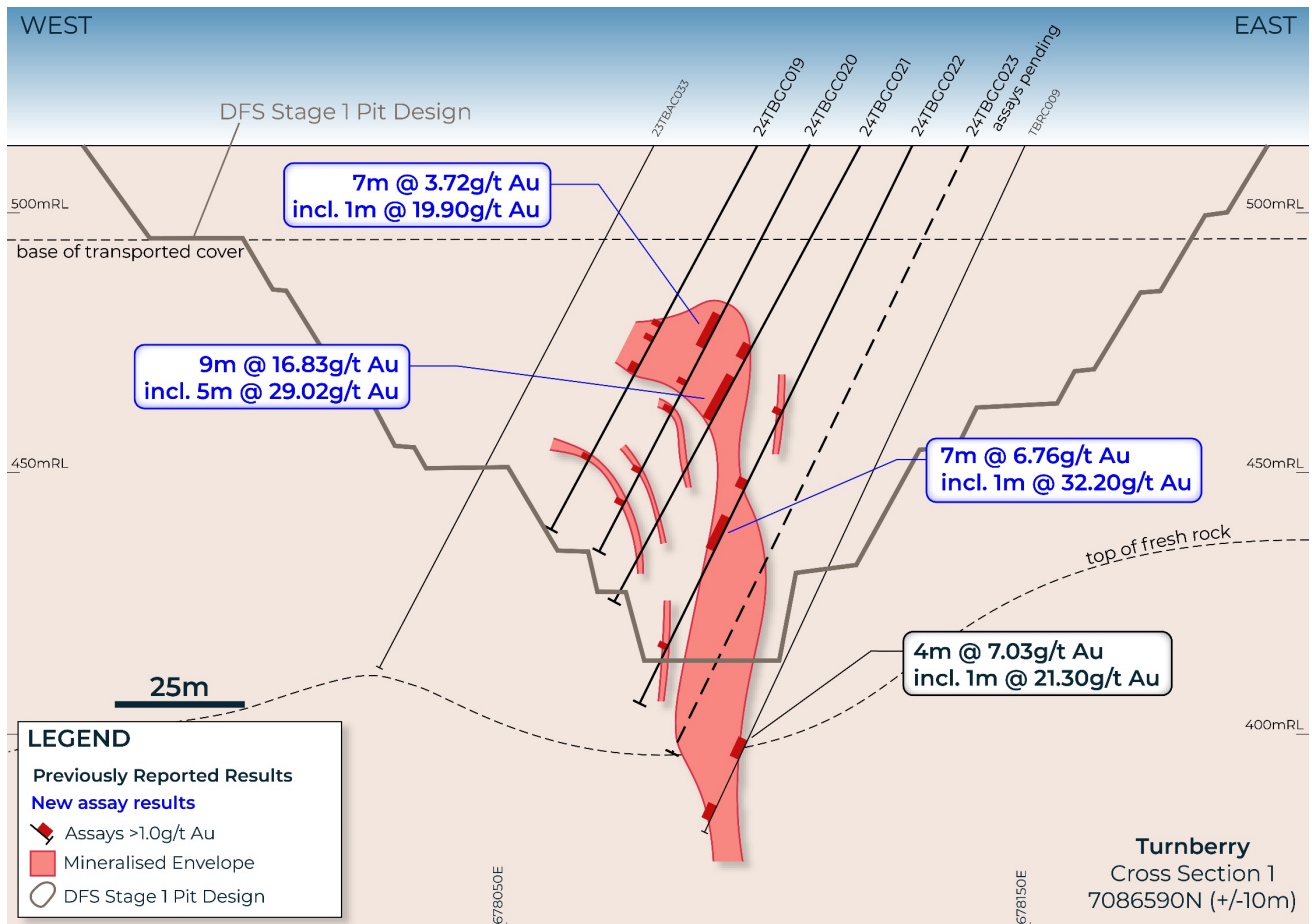 WEST
EAST
DFS Stage 1 Pit Design
23TBAC033
24TBGC019
24TBGC020
24TBGC021
24TBGC022
24TBGC023
assays pending
TBRC009
7m @ 3.72g/t Au
incl. 1m @ 19.90g/t Au
500mRL
500mRL
base of transported cover
9m @ 16.83g/t Au
incl. 5m @ 29.02g/t Au
450mRL
450mRL
7m @ 6.76g/t Au
incl. 1m @ 32.20g/t Au
top of fresh rock
4m @ 7.03g/t Au
incl. 1m @ 21.30g/t Au
25m
400mRL
LEGEND
Previously Reported Results
New assay results
Assays >1.0g/t Au
Mineralised Envelope
DFS Stage 1 Pit Design
678050E
678150E
Turnberry
Cross Section 1
7086590N (+/-10m)